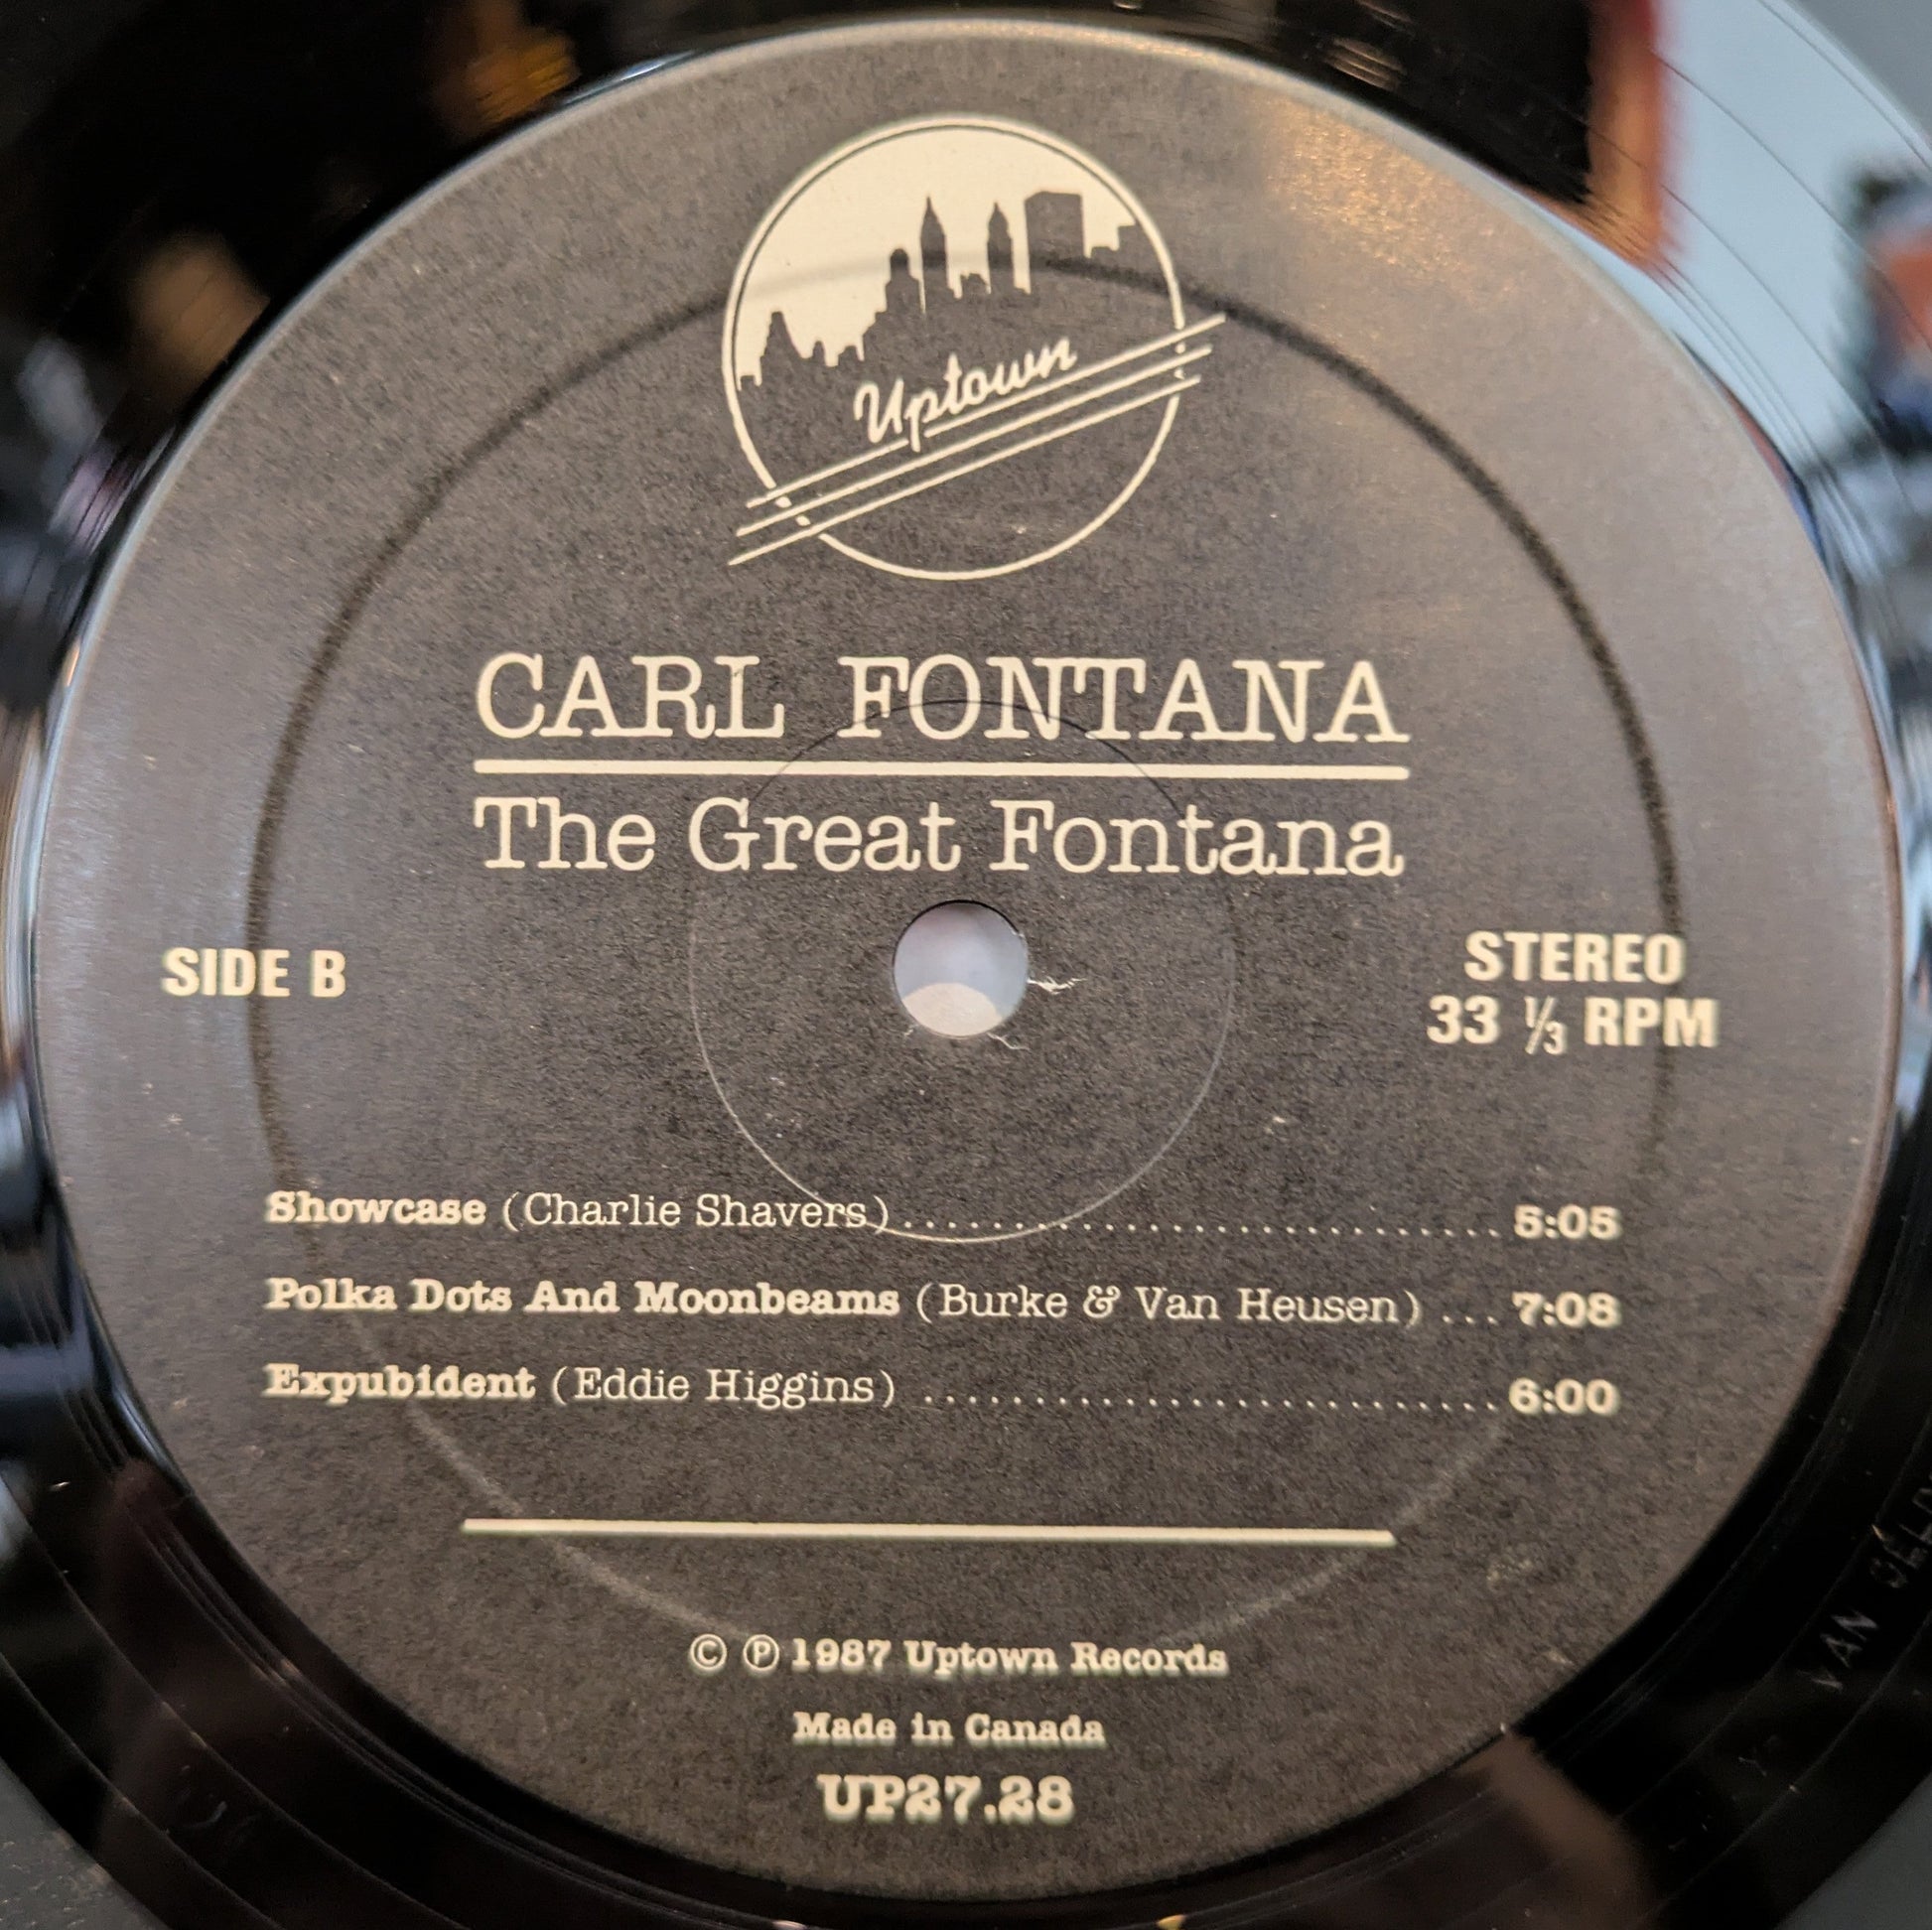 Uptown
CARL FONTANA
The Great Fontana
SIDE B
STEREO
33 ⅓ RPM
Showcase (Charlie Shavers)............................ 5:05
Polka Dots And Moonbeams (Burke & Van Heusen) ... 7:08
Expubident (Eddie Higgins) ........................... 6:00
© ℗ 1987 Uptown Records
Made in Canada
UP27.28
VAN